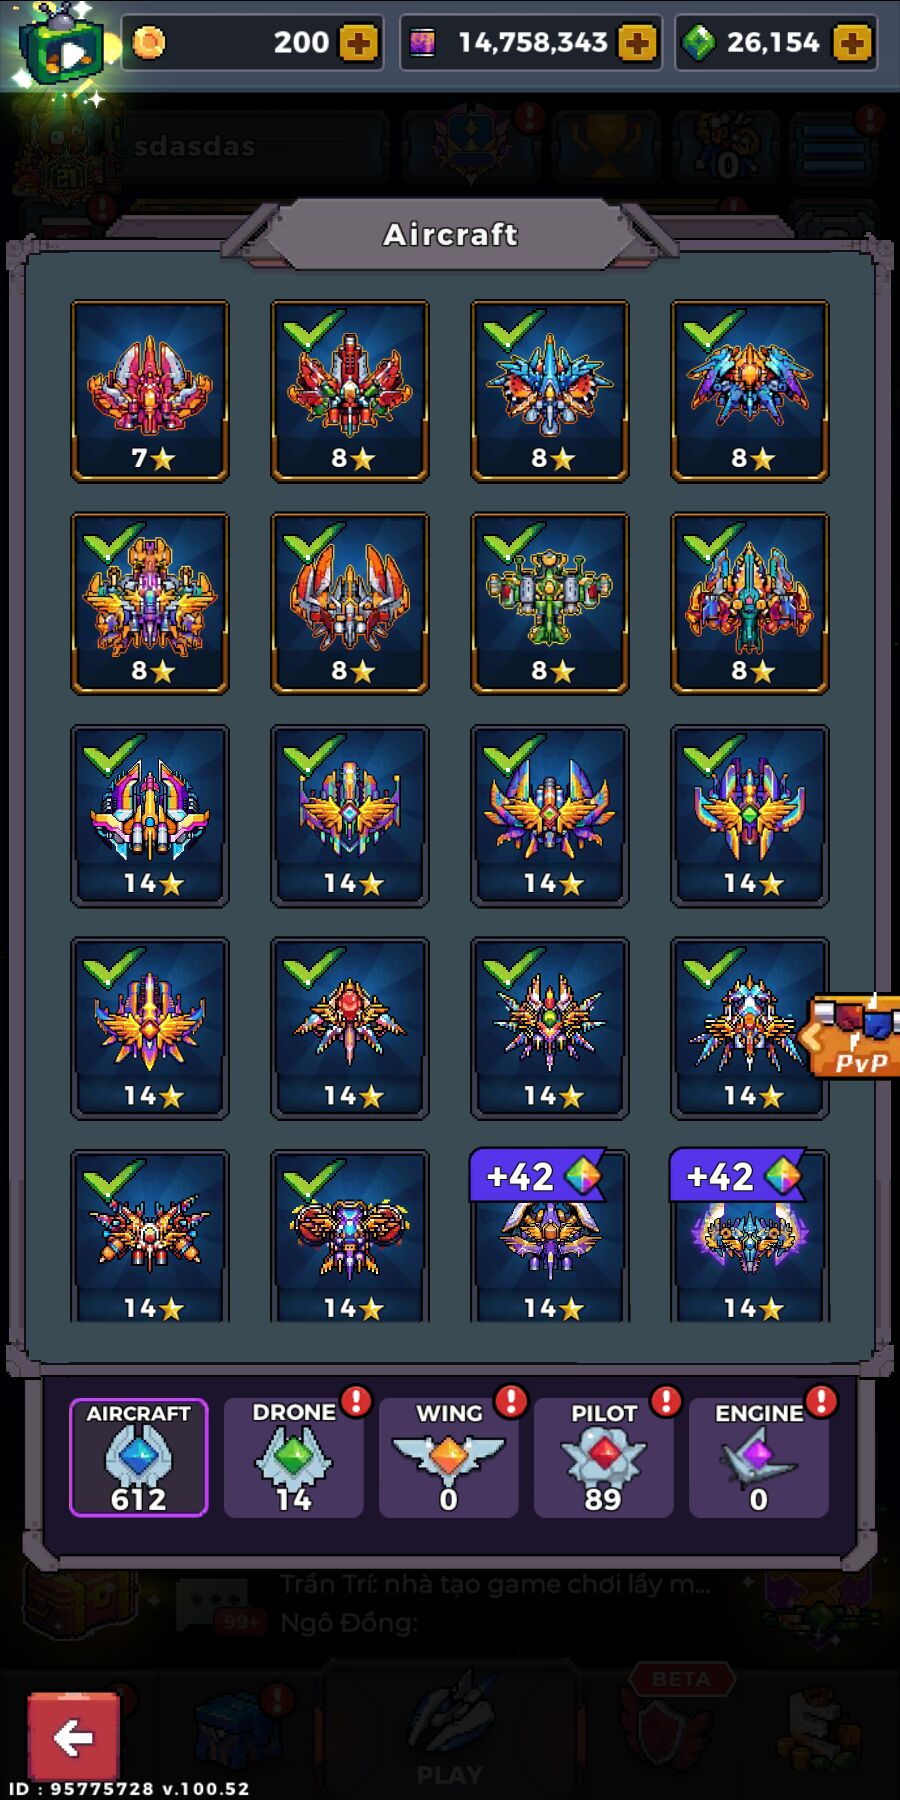 200
14,758,343
26,154
sdasdas
21
0
Aircraft
7
8
8
8
8
8
8
8
14
14
14
14
14
14
14
14
PvP
+42
+42
14
14
14
14
AIRCRAFT
DRONE
WING
PILOT
ENGINE
612
14
0
89
0
Trần Trí: nhà tạo game chơi lấy m...
99+
Ngô Đồng:
BETA
PLAY
ID : 95775728 v.100.52